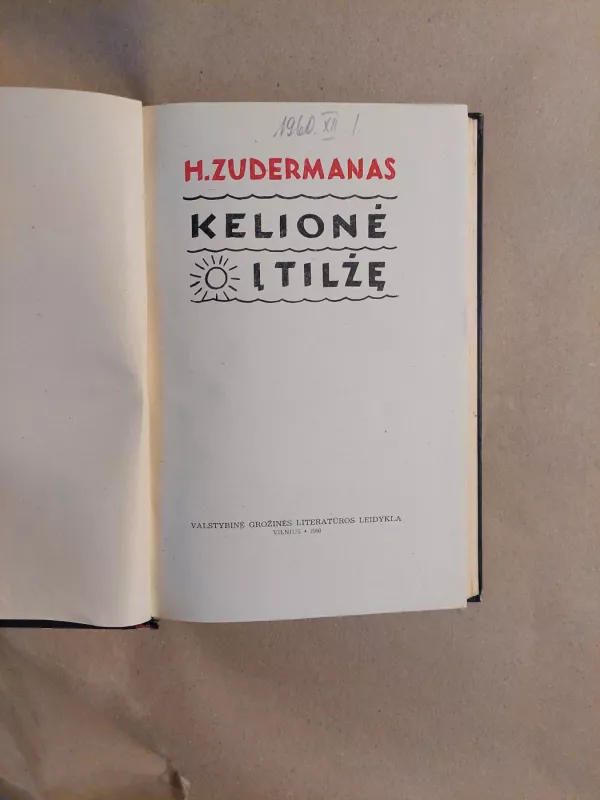 1960. XII 1.
H.ZUDERMANAS
KELIONĖ
Į TILŽĘ
VALSTYBINĖ GROŽINĖS LITERATŪROS LEIDYKLA
VILNIUS • 1960